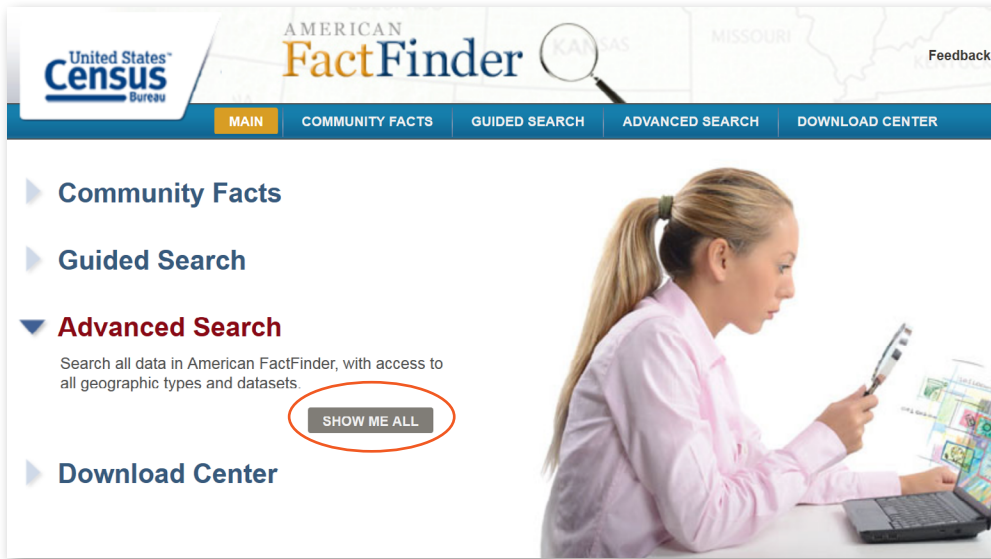 United States™
Census
Bureau
AMERICAN
FactFinder
KANSAS
MISSOURI
KENTUCKY
Feedback
MAIN
COMMUNITY FACTS
GUIDED SEARCH
ADVANCED SEARCH
DOWNLOAD CENTER
Community Facts
Guided Search
Advanced Search
Search all data in American FactFinder, with access to
all geographic types and datasets.
SHOW ME ALL
Download Center